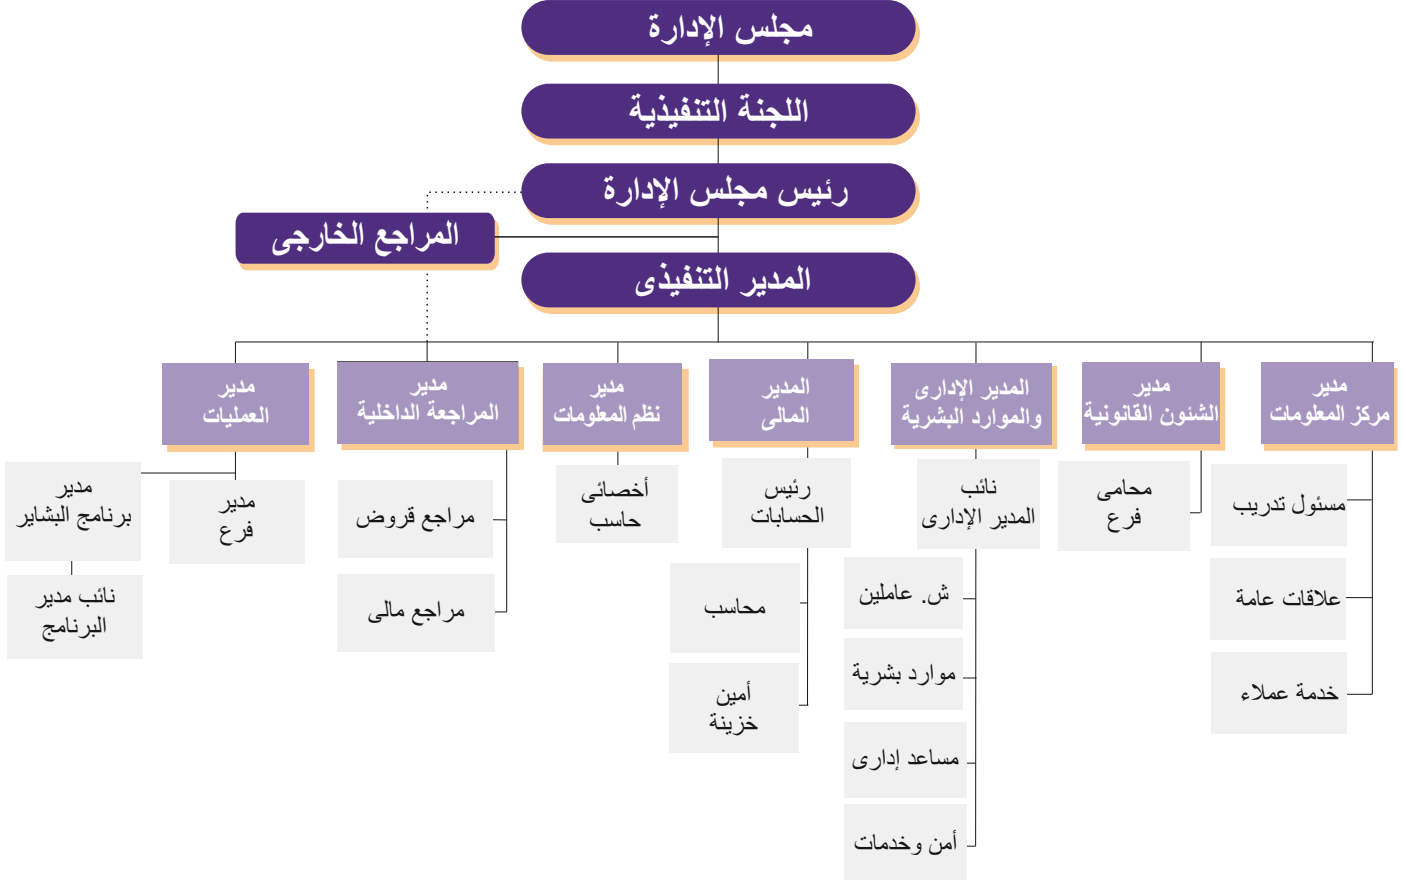 مجلس الإدارة
اللجنة التنفيذية
رئيس مجلس الإدارة
المراجع الخارجى
المدير التنفيذى
مدير
مركز المعلومات
مدير
الشئون القانونية
المدير الإدارى
والموارد البشرية
المدير
المالى
مدير
نظم المعلومات
مدير
المراجعة الداخلية
مدير
العمليات
مسئول تدريب
علاقات عامة
خدمة عملاء
محامى
فرع
نائب
المدير الإدارى
ش. عاملين
موارد بشرية
مساعد إدارى
أمن وخدمات
رئيس
الحسابات
محاسب
أمين
خزينة
أخصائى
حاسب
مراجع قروض
مراجع مالى
مدير
فرع
مدير
برنامج البشاير
نائب مدير
البرنامج